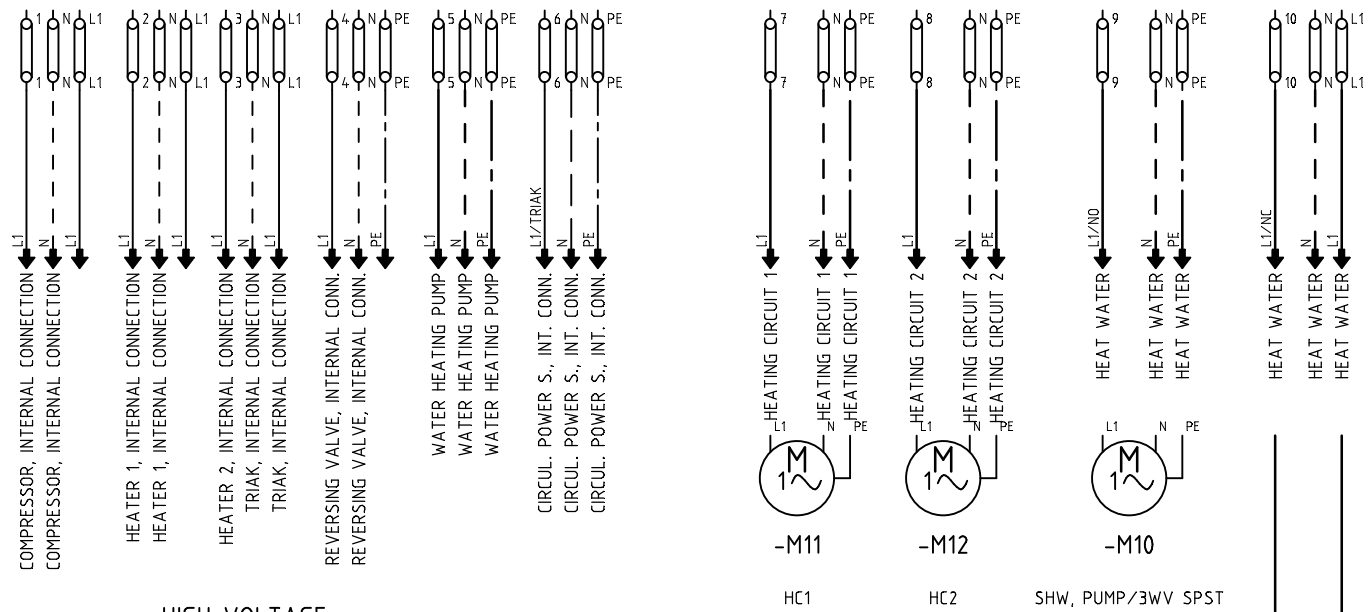 1 N L1 2 N L1 3 N L1 4 N PE 5 N PE 6 N PE 7 N PE 8 N PE 9 N PE 10 N L1
1 N L1 2 N L1 3 N L1 4 N PE 5 N PE 6 N PE 7 N PE 8 N PE 9 N PE 10 N L1
L1 N L1 N L1 N L1 L1 N PE L1 N PE L1/TRIAK N PE L1 N PE L1 N PE L1/NO N PE L1/NC N L1
COMPRESSOR, INTERNAL CONNECTION
COMPRESSOR, INTERNAL CONNECTION
HEATER 1, INTERNAL CONNECTION
HEATER 1, INTERNAL CONNECTION
HEATER 2, INTERNAL CONNECTION
TRIAK, INTERNAL CONNECTION
TRIAK, INTERNAL CONNECTION
REVERSING VALVE, INTERNAL CONN.
REVERSING VALVE, INTERNAL CONN.
WATER HEATING PUMP
WATER HEATING PUMP
WATER HEATING PUMP
CIRCUL. POWER S., INT. CONN.
CIRCUL. POWER S., INT. CONN.
CIRCUL. POWER S., INT. CONN.
HEATING CIRCUIT 1
HEATING CIRCUIT 1
HEATING CIRCUIT 1
HEATING CIRCUIT 2
HEATING CIRCUIT 2
HEATING CIRCUIT 2
HEAT WATER
HEAT WATER
HEAT WATER
HEAT WATER
HEAT WATER
HEAT WATER
L1 N PE L1 N PE L1 N PE
M M M
1~ 1~ 1~
-M11 -M12 -M10
HC1 HC2 SHW, PUMP/3WV SPST
HIGH VOLTAGE